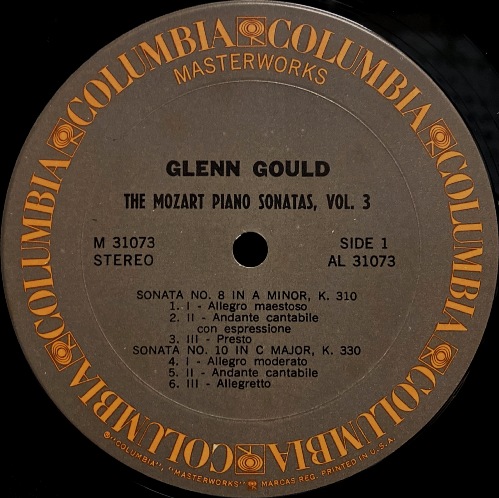 COLUMBIA COLUMBIA COLUMBIA COLUMBIA COLUMBIA COLUMBIA COLUMBIA COLUMBIA
MASTERWORKS
GLENN GOULD
THE MOZART PIANO SONATAS, VOL. 3
M 31073
STEREO
SIDE 1
AL 31073
SONATA NO. 8 IN A MINOR, K. 310
1. I - Allegro maestoso
2. II - Andante cantabile
con espressione
3. III - Presto
SONATA NO. 10 IN C MAJOR, K. 330
4. I - Allegro moderato
5. II - Andante cantabile
6. III - Allegretto
®"COLUMBIA", "MASTERWORKS" MARCAS REG. PRINTED IN U.S.A.